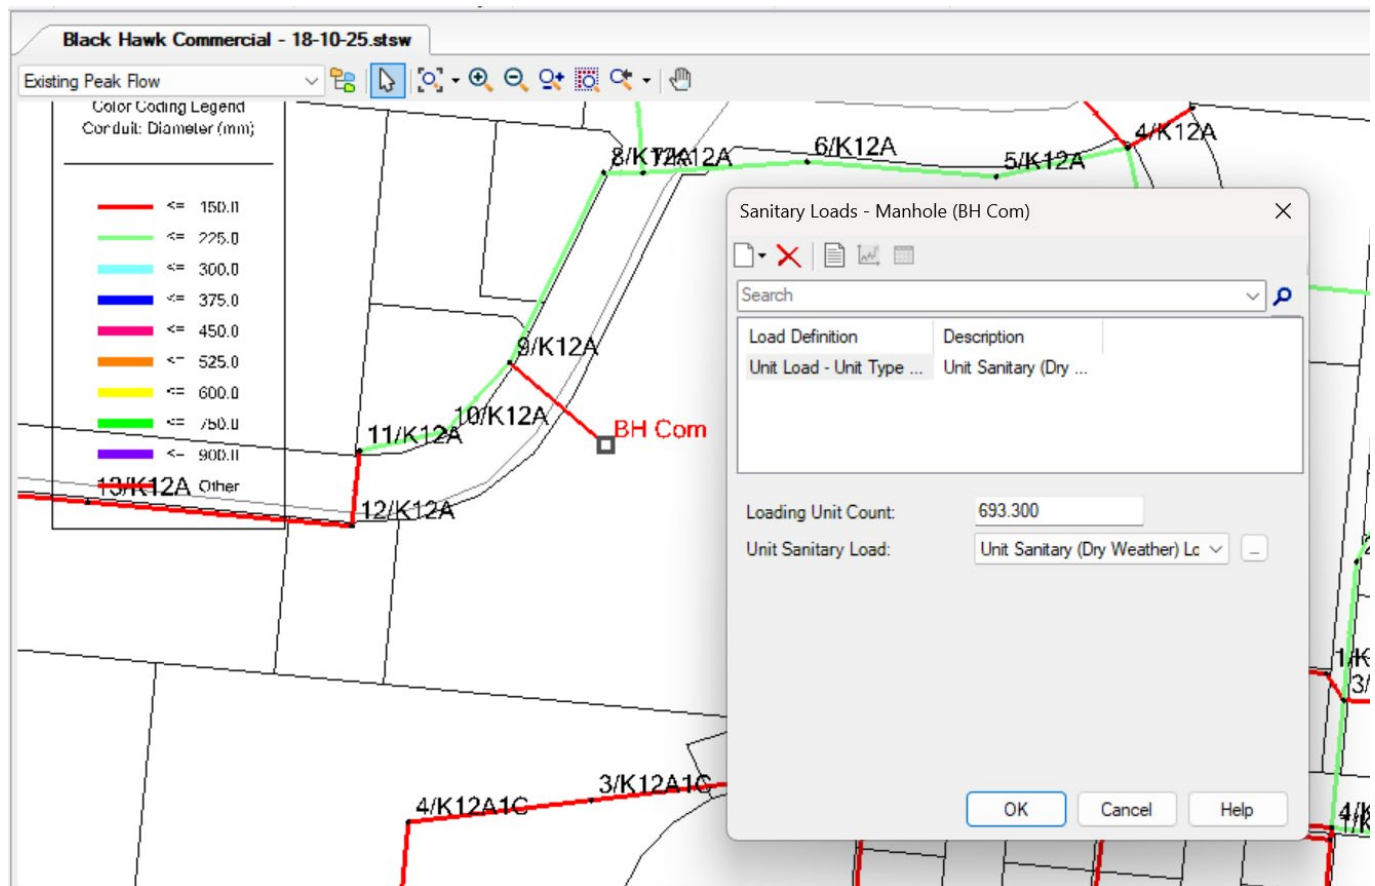 Black Hawk Commercial - 18-10-25.stsw
Existing Peak Flow
Color Coding Legend
Conduit: Diameter (mm)
<= 150.0
<= 225.0
<= 300.0
<= 375.0
<= 450.0
<= 525.0
<= 600.0
<= 750.0
<= 900.0
Other
8/K12A
7/K12A
6/K12A
5/K12A
4/K12A
9/K12A
10/K12A
11/K12A
BH Com
13/K12A
12/K12A
3/K12A1C
4/K12A1C
Sanitary Loads - Manhole (BH Com)
Search
Load Definition
Description
Unit Load - Unit Type ...
Unit Sanitary (Dry ...
Loading Unit Count:
693.300
Unit Sanitary Load:
Unit Sanitary (Dry Weather) Lc
...
OK
Cancel
Help
1/K
3/